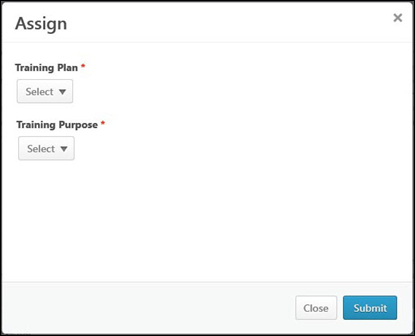 Assign
Training Plan *
Select
Training Purpose *
Select
Close Submit